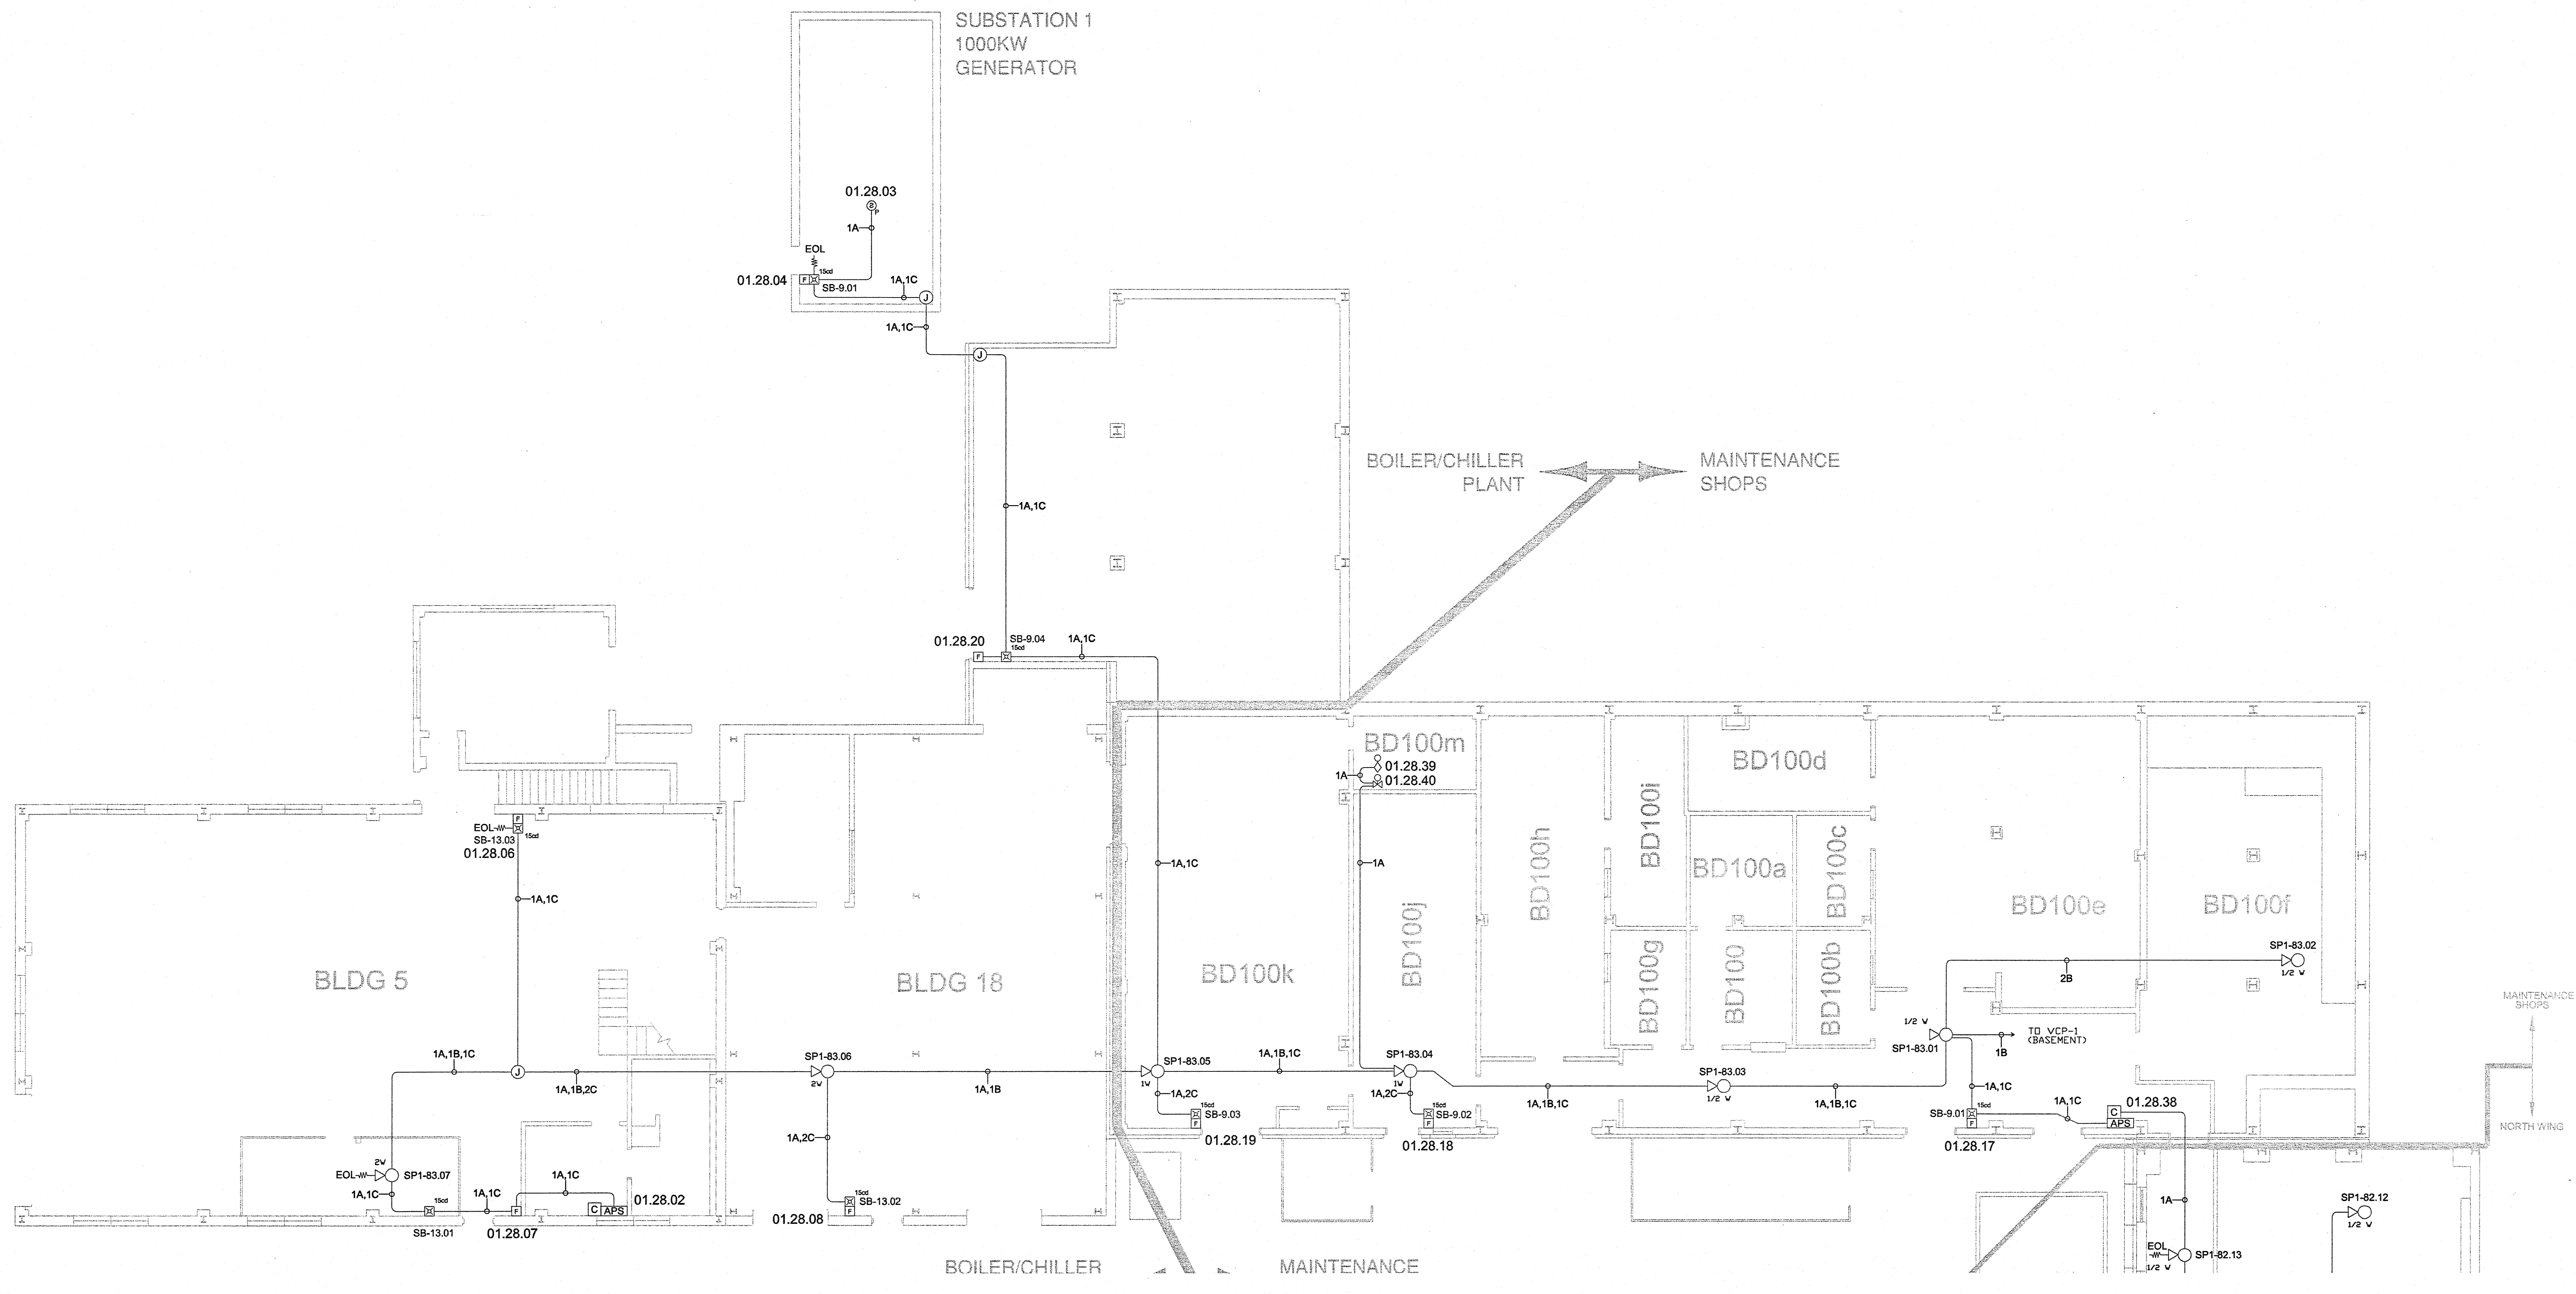 SUBSTATION 1
1000KW
GENERATOR
01.28.03
S
P
1A
EOL
15cd
01.28.04
F
SB-9.01
1A,1C
J
1A,1C
J
1A,1C
BOILER/CHILLER
PLANT
MAINTENANCE
SHOPS
01.28.20
F
SB-9.04
15cd
1A,1C
BD100m
01.28.39
1A
01.28.40
BD100d
BD100i
BD100h
BD100a
BD100c
F
EOL
15cd
SB-13.03
01.28.06
1A,1C
1A,1C
1A
BD100e
BD100f
BD100j
BD100g
BD100
BD100b
BLDG 5
BLDG 18
BD100k
SP1-83.02
1/2 W
2B
MAINTENANCE
SHOPS
NORTH WING
1/2 W
SP1-83.01
TO VCP-1
(BASEMENT)
1B
1A,1B,1C
J
1A,1B,2C
SP1-83.06
2W
1A,1B
SP1-83.05
1W
1A,1B,1C
SP1-83.04
1W
1A,1B,1C
SP1-83.03
1/2 W
1A,1B,1C
1A,1C
1A,2C
15cd
SB-9.03
F
01.28.19
1A,2C
15cd
SB-9.02
F
01.28.18
15cd
SB-9.01
F
01.28.17
1A,1C
C
APS
01.28.38
1A,2C
2W
EOL
SP1-83.07
1A,1C
15cd
SB-13.01
1A,1C
F
01.28.07
1A,1C
C
APS
01.28.02
15cd
SB-13.02
F
01.28.08
1A
SP1-82.12
1/2 W
EOL
SP1-82.13
1/2 W
BOILER/CHILLER
MAINTENANCE